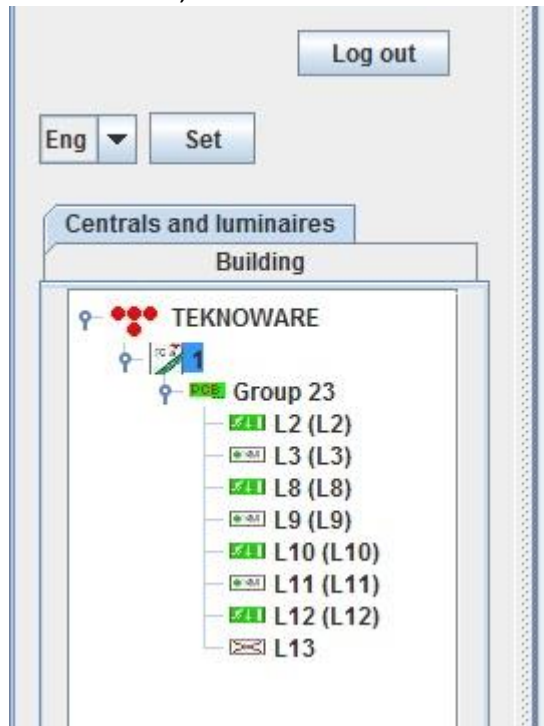 Log out
Eng Set
Centrals and luminaires
Building
TEKNOWARE
1
PCB Group 23
L2 (L2)
L3 (L3)
L8 (L8)
L9 (L9)
L10 (L10)
L11 (L11)
L12 (L12)
L13